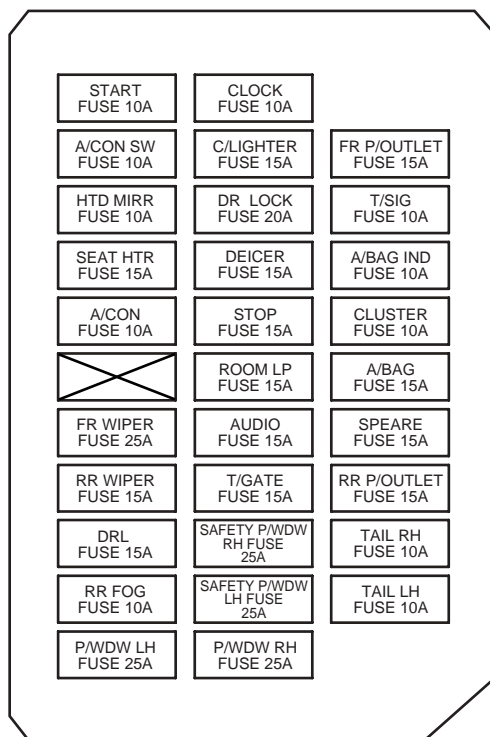 START
FUSE 10A
CLOCK
FUSE 10A
A/CON SW
FUSE 10A
C/LIGHTER
FUSE 15A
FR P/OUTLET
FUSE 15A
HTD MIRR
FUSE 10A
DR LOCK
FUSE 20A
T/SIG
FUSE 10A
SEAT HTR
FUSE 15A
DEICER
FUSE 15A
A/BAG IND
FUSE 10A
A/CON
FUSE 10A
STOP
FUSE 15A
CLUSTER
FUSE 10A
ROOM LP
FUSE 15A
A/BAG
FUSE 15A
FR WIPER
FUSE 25A
AUDIO
FUSE 15A
SPEARE
FUSE 15A
RR WIPER
FUSE 15A
T/GATE
FUSE 15A
RR P/OUTLET
FUSE 15A
DRL
FUSE 15A
SAFETY P/WDW
RH FUSE
25A
TAIL RH
FUSE 10A
RR FOG
FUSE 10A
SAFETY P/WDW
LH FUSE
25A
TAIL LH
FUSE 10A
P/WDW LH
FUSE 25A
P/WDW RH
FUSE 25A